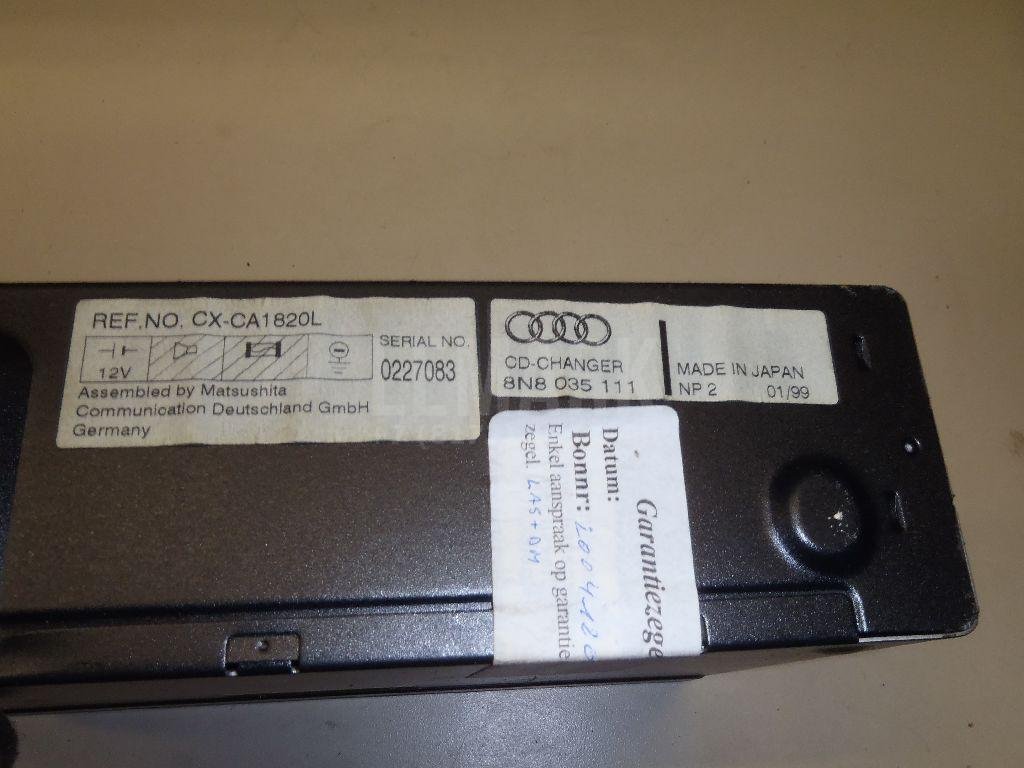 REF.NO. CX-CA1820L
12V
SERIAL NO.
0227083
Assembled by Matsushita
Communication Deutschland GmbH
Germany
CD-CHANGER
8N8 035 111
MADE IN JAPAN
NP 2 01/99
Garantiezege
Datum:
Bonnr: 2004120
Enkel aanspraak op garantie
zegel.